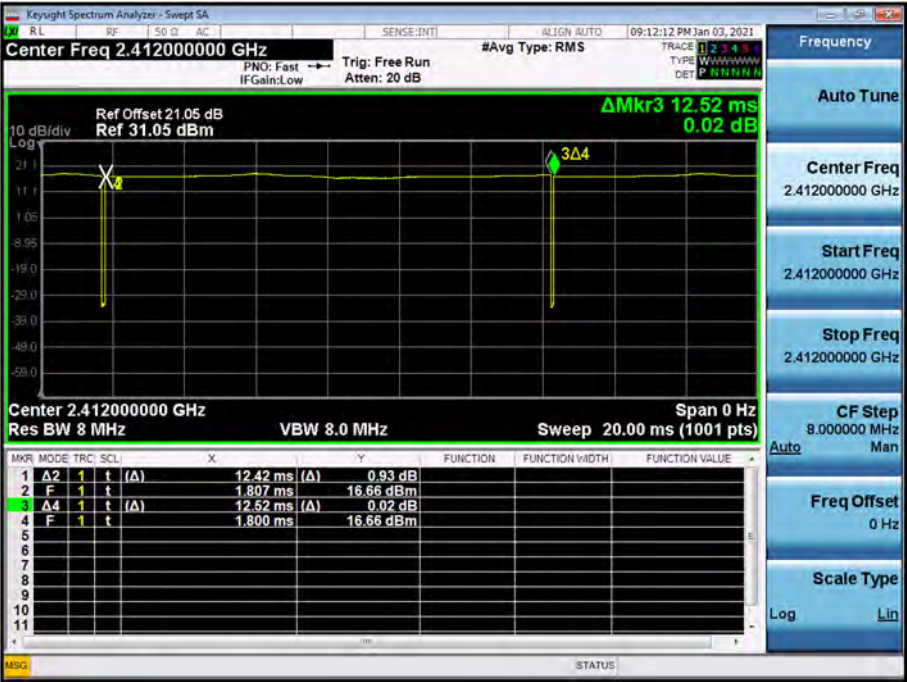 Keysight Spectrum Analyzer - Swept SA
RL RF 50 Ω AC SENSE:INT ALIGN AUTO 09:12:12 PM Jan 03, 2021
Center Freq 2.412000000 GHz
PNO: Fast
IFGain:Low
Trig: Free Run
Atten: 20 dB
#Avg Type: RMS
TRACE 1 2 3 4 5 6
TYPE WWWWWW
DET P N N N N N
ΔMkr3 12.52 ms
0.02 dB
Ref Offset 21.05 dB
10 dB/div Ref 31.05 dBm
Log
21.1
11.1
1.05
-8.95
-19.0
-29.0
-39.0
-49.0
-59.0
3Δ4
Center 2.412000000 GHz Span 0 Hz
Res BW 8 MHz VBW 8.0 MHz Sweep 20.00 ms (1001 pts)
MKR MODE TRC SCL X Y FUNCTION FUNCTION WIDTH FUNCTION VALUE
1 Δ2 1 t (Δ) 12.42 ms (Δ) 0.93 dB
2 F 1 t 1.807 ms 16.66 dBm
3 Δ4 1 t (Δ) 12.52 ms (Δ) 0.02 dB
4 F 1 t 1.800 ms 16.66 dBm
5
6
7
8
9
10
11
MSG STATUS
Frequency
Auto Tune
Center Freq
2.412000000 GHz
Start Freq
2.412000000 GHz
Stop Freq
2.412000000 GHz
CF Step
8.000000 MHz
Auto Man
Freq Offset
0 Hz
Scale Type
Log Lin